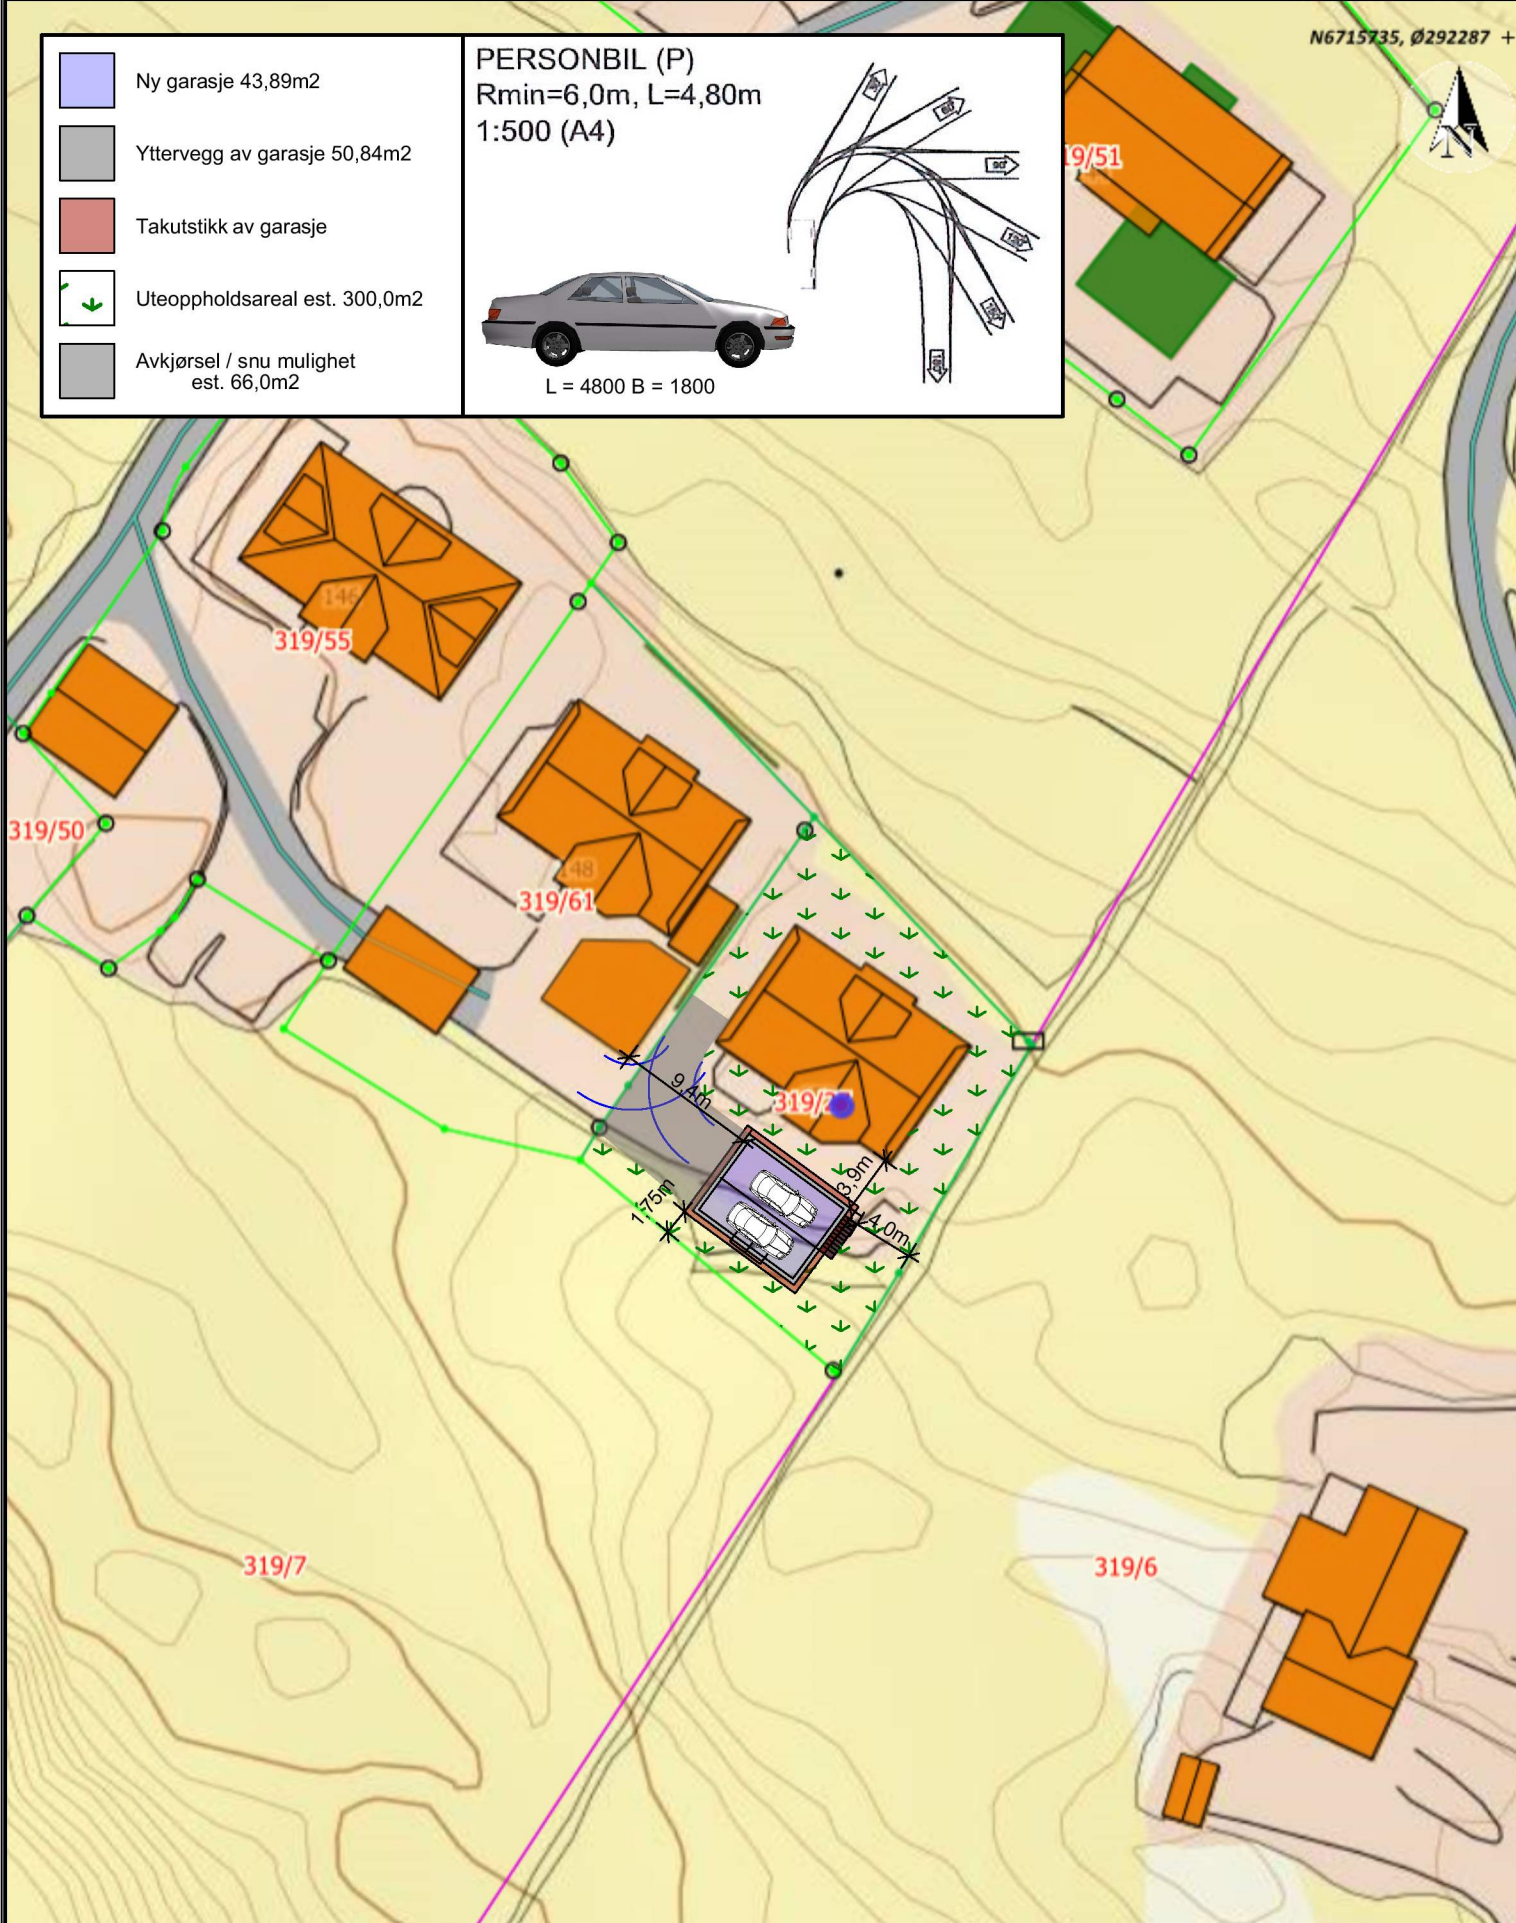 Ny garasje 43,89m2
Yttervegg av garasje 50,84m2
Takutstikk av garasje
Uteoppholdsareal est. 300,0m2
Avkjørsel / snu mulighet
est. 66,0m2
PERSONBIL (P)
Rmin=6,0m, L=4,80m
1:500 (A4)
L = 4800 B = 1800
N6715735, Ø292287 +
N
19/51
146
319/55
319/50
148
319/61
9,4m
3,9m
4,0m
1,75m
319/7
319/6